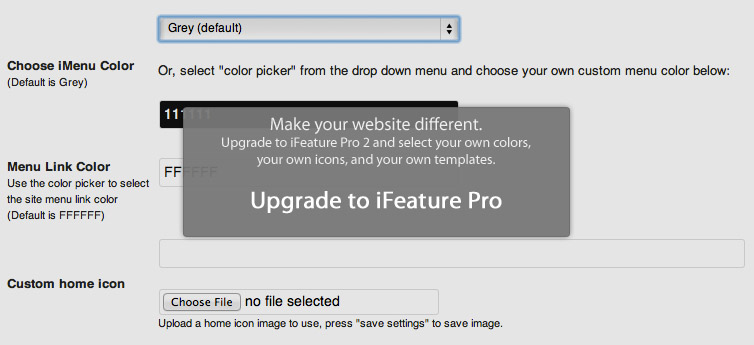 Grey (default)
Choose iMenu Color
(Default is Grey)
Or, select "color picker" from the drop down menu and choose your own custom menu color below:
111111
Make your website different.
Upgrade to iFeature Pro 2 and select your own colors,
your own icons, and your own templates.
Upgrade to iFeature Pro
Menu Link Color
Use the color picker to select
the site menu link color
(Default is FFFFFF)
FFFFFF
Custom home icon
Choose File no file selected
Upload a home icon image to use, press "save settings" to save image.